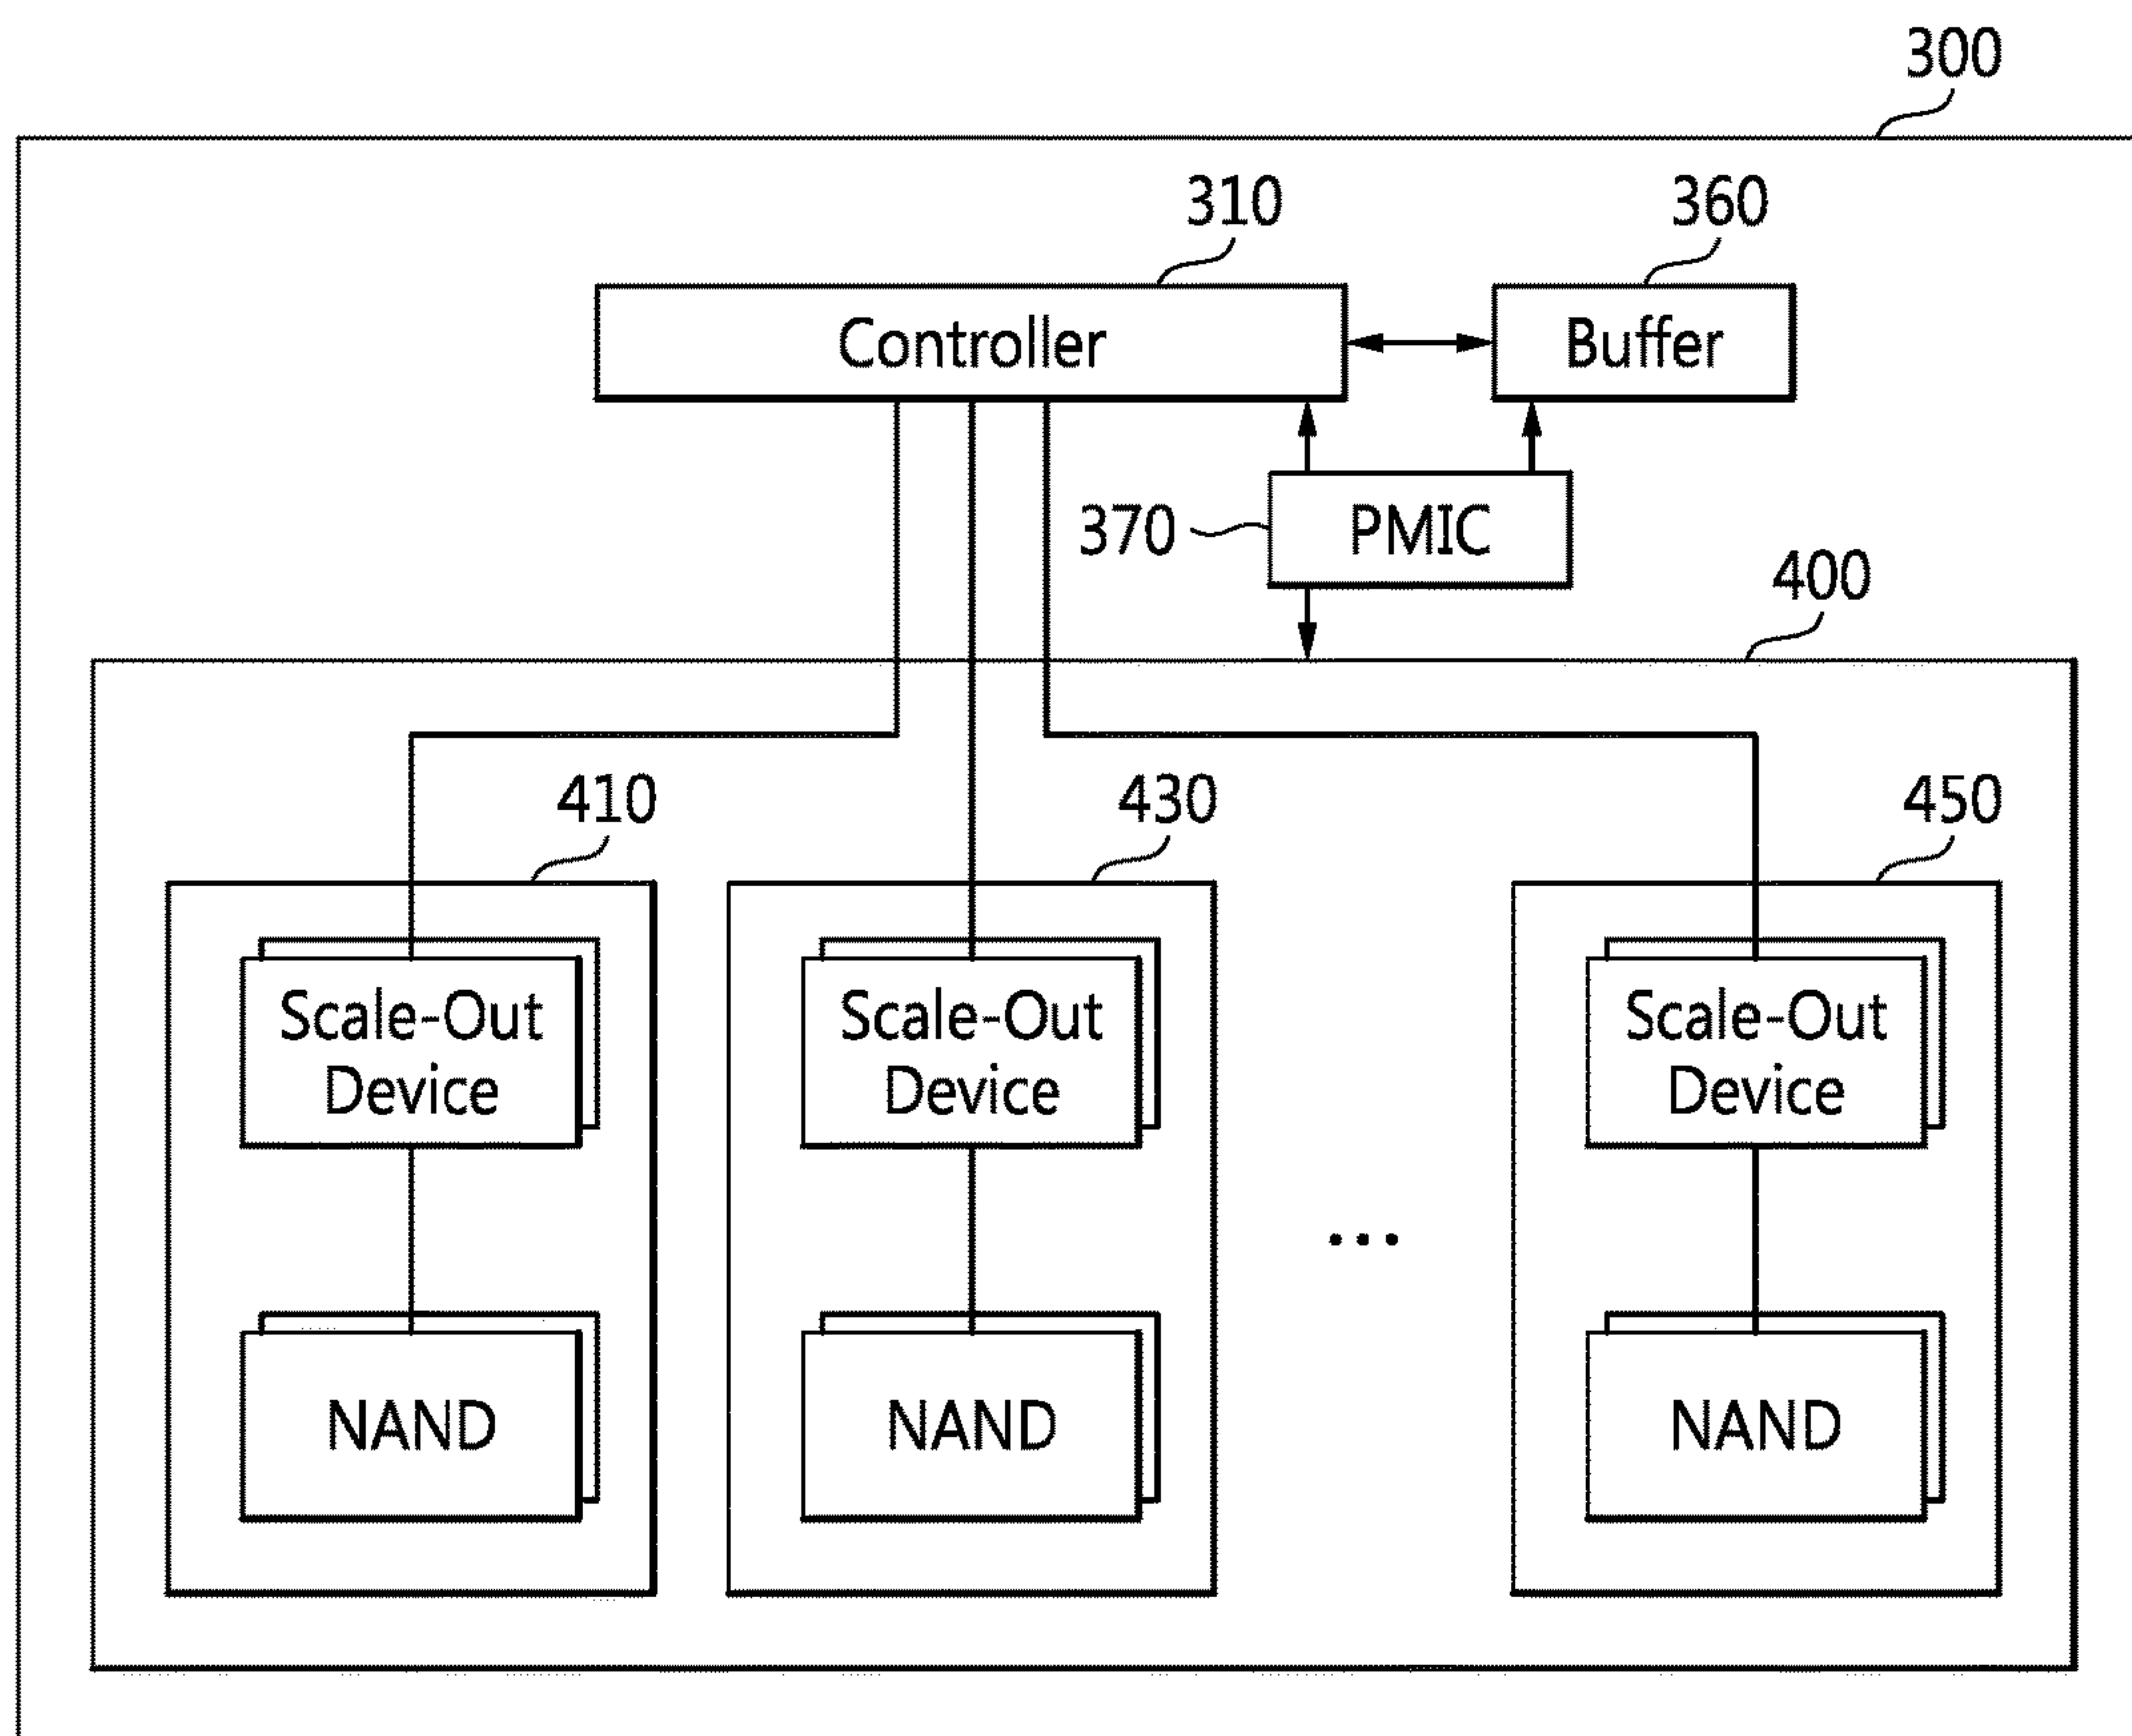 300
310
360
Controller
Buffer
370
PMIC
400
410
430
450
Scale-Out
Device
Scale-Out
Device
Scale-Out
Device
...
NAND
NAND
NAND